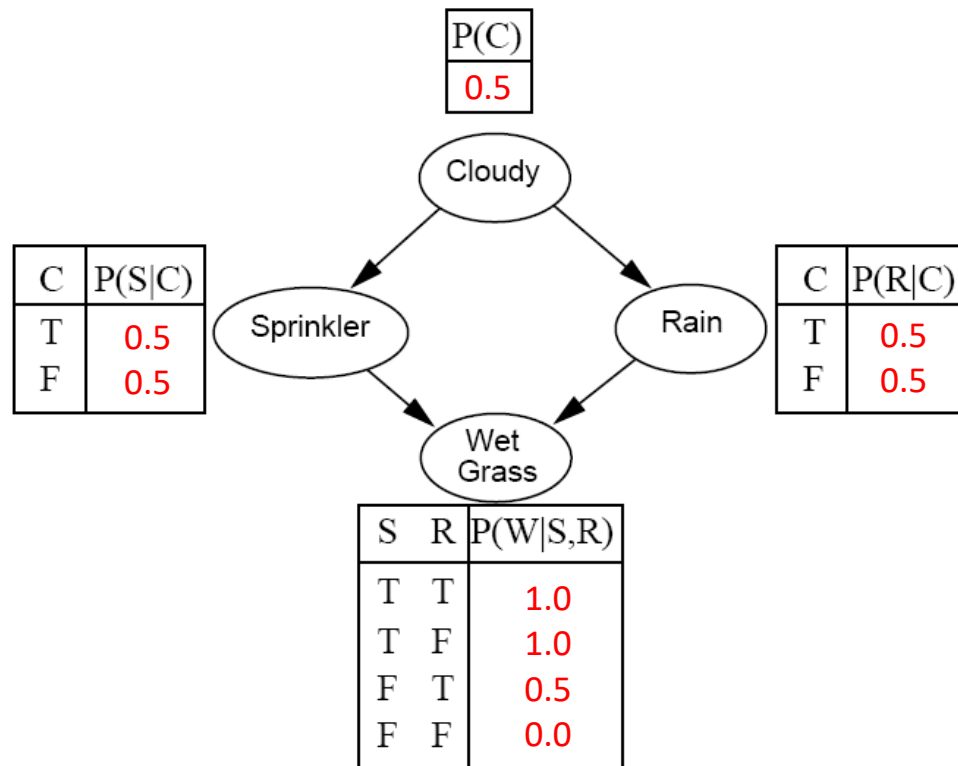 P(C)
0.5
Cloudy
C P(S|C)
T 0.5
F 0.5
Sprinkler
Rain
C P(R|C)
T 0.5
F 0.5
Wet
Grass
S R P(W|S,R)
T T 1.0
T F 1.0
F T 0.5
F F 0.0